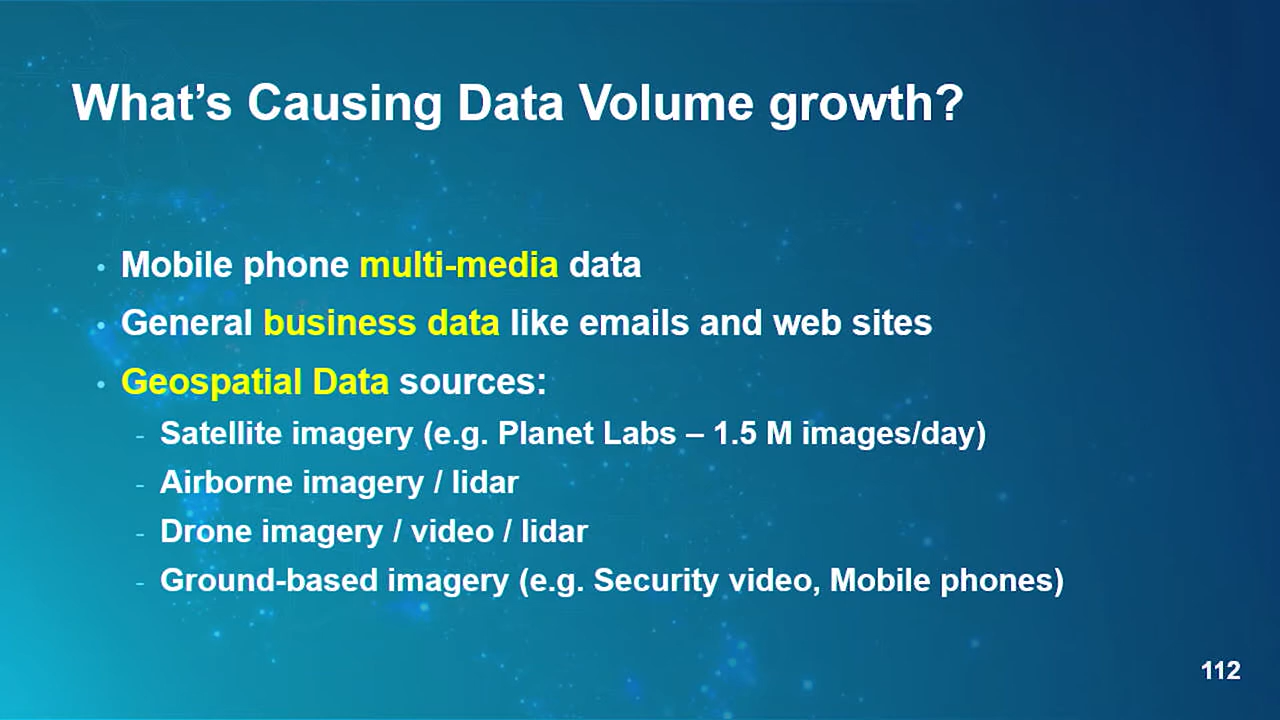 What’s Causing Data Volume growth?
• Mobile phone multi-media data
• General business data like emails and web sites
• Geospatial Data sources:
- Satellite imagery (e.g. Planet Labs – 1.5 M images/day)
- Airborne imagery / lidar
- Drone imagery / video / lidar
- Ground-based imagery (e.g. Security video, Mobile phones)
112